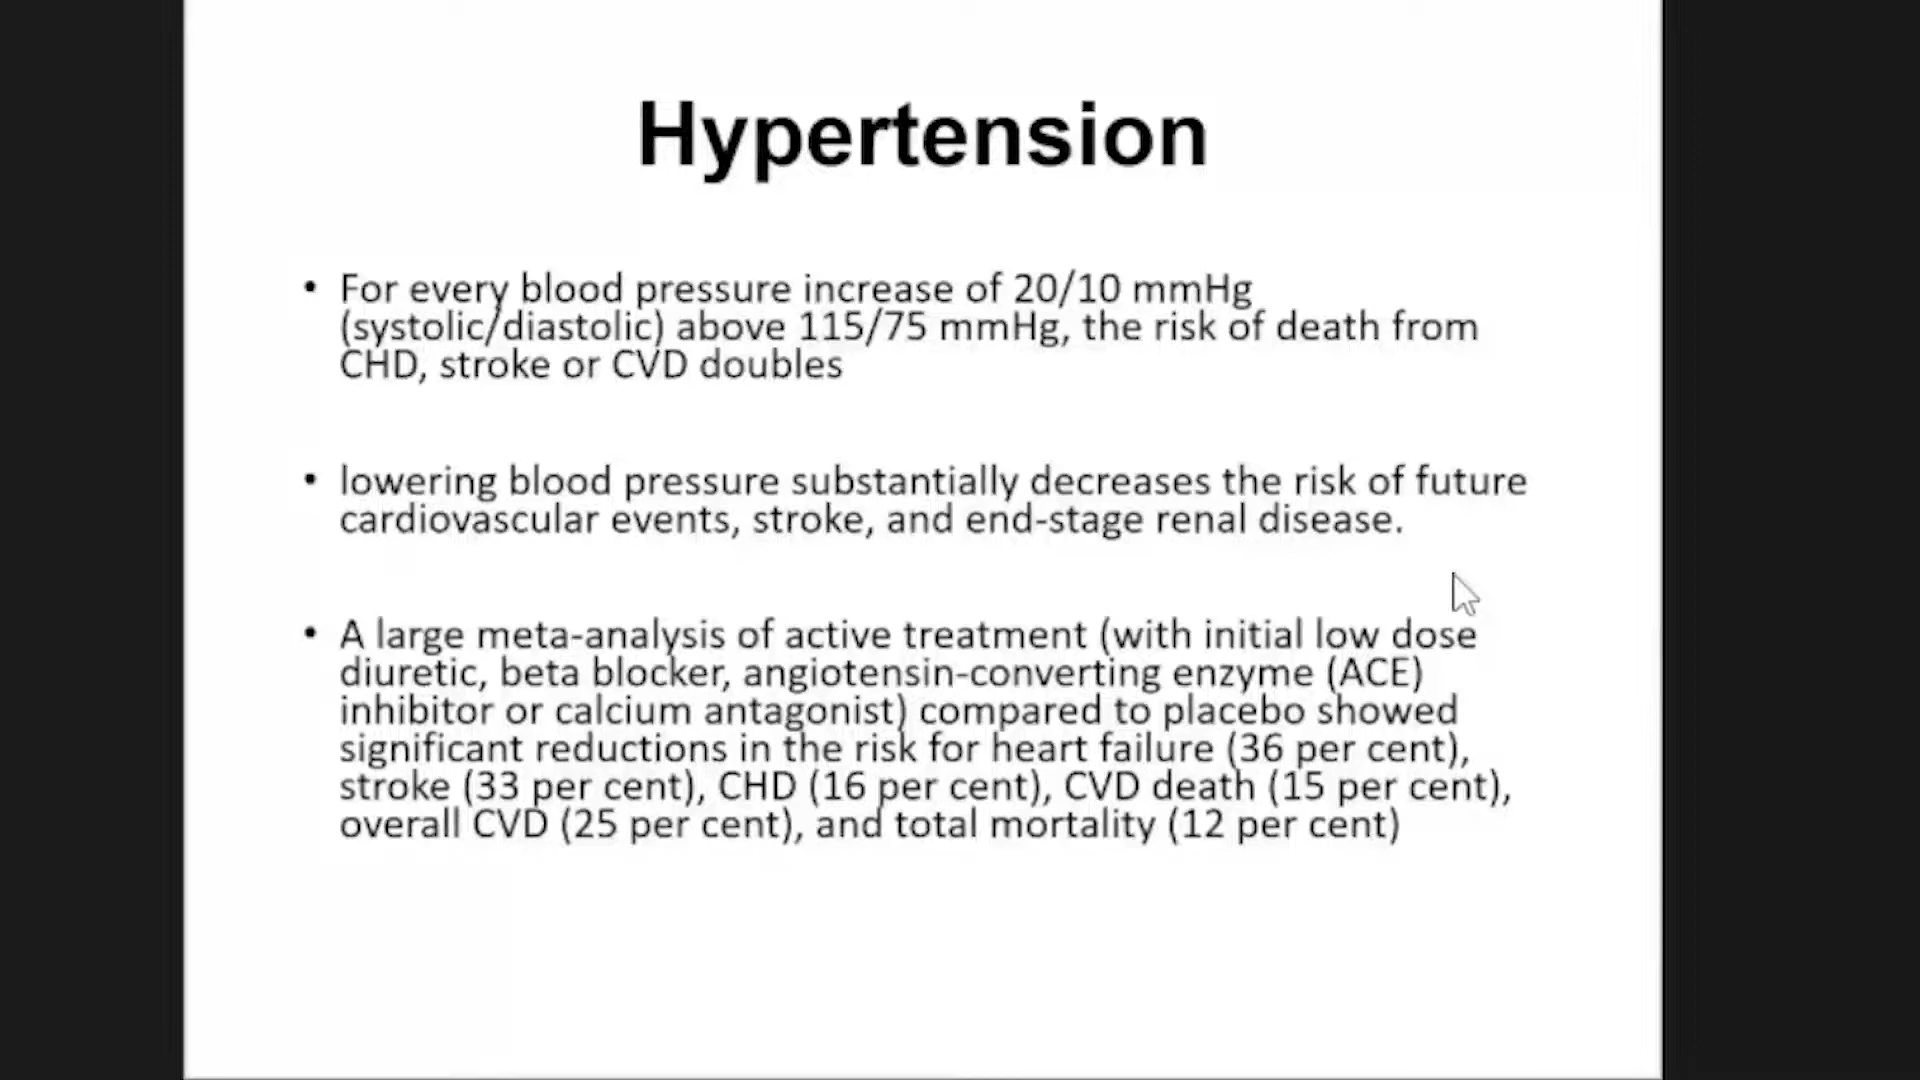 Hypertension
• For every blood pressure increase of 20/10 mmHg
(systolic/diastolic) above 115/75 mmHg, the risk of death from
CHD, stroke or CVD doubles
• lowering blood pressure substantially decreases the risk of future
cardiovascular events, stroke, and end-stage renal disease.
• A large meta-analysis of active treatment (with initial low dose
diuretic, beta blocker, angiotensin-converting enzyme (ACE)
inhibitor or calcium antagonist) compared to placebo showed
significant reductions in the risk for heart failure (36 per cent),
stroke (33 per cent), CHD (16 per cent), CVD death (15 per cent),
overall CVD (25 per cent), and total mortality (12 per cent)